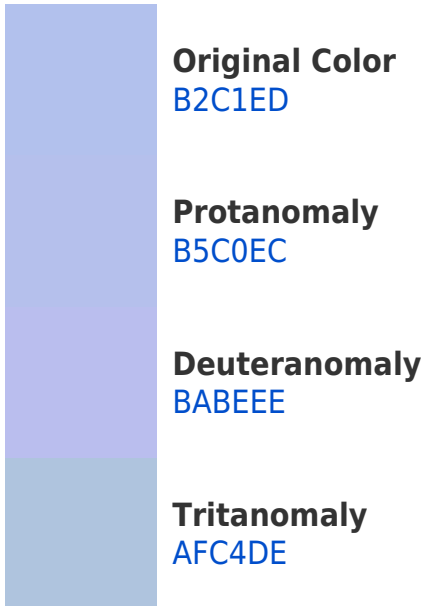 Original Color
B2C1ED
Protanomaly
B5C0EC
Deuteranomaly
BABEEE
Tritanomaly
AFC4DE